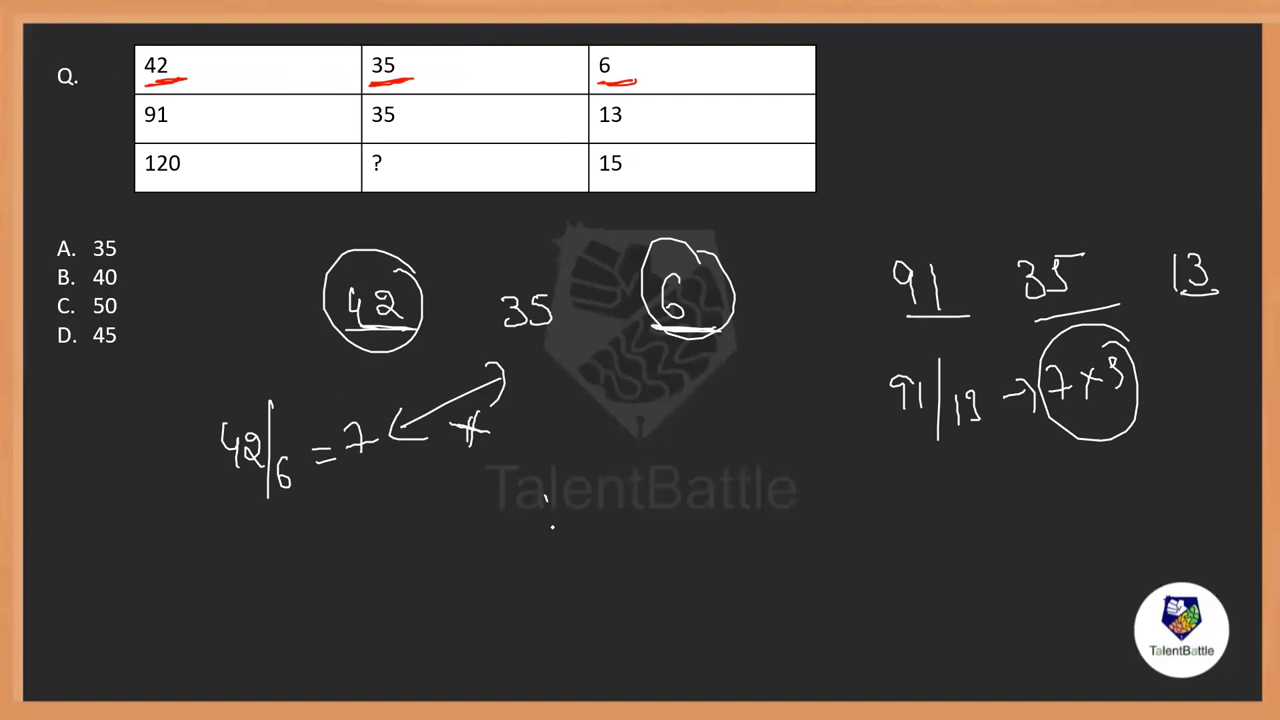 Q.
42 35 6
91 35 13
120 ? 15
A. 35
B. 40
C. 50
D. 45
42 35 6
91 35 13
42/6 = 7
91/13 → 7 x
TalentBattle
TalentBattle